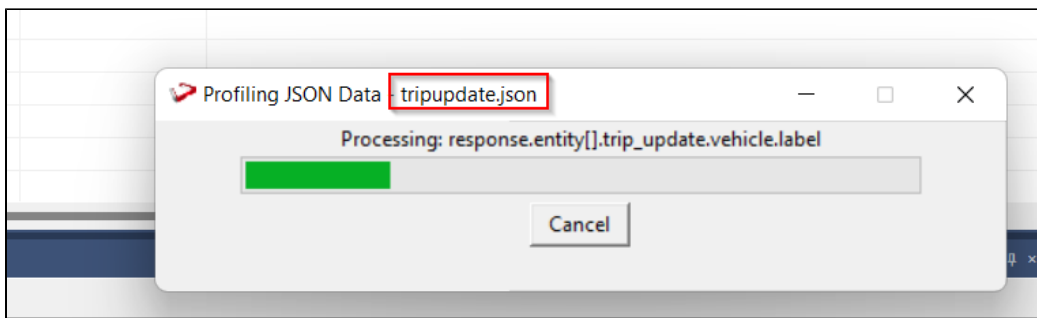 Profiling JSON Data - tripupdate.json
Processing: response.entity[].trip_update.vehicle.label
Cancel